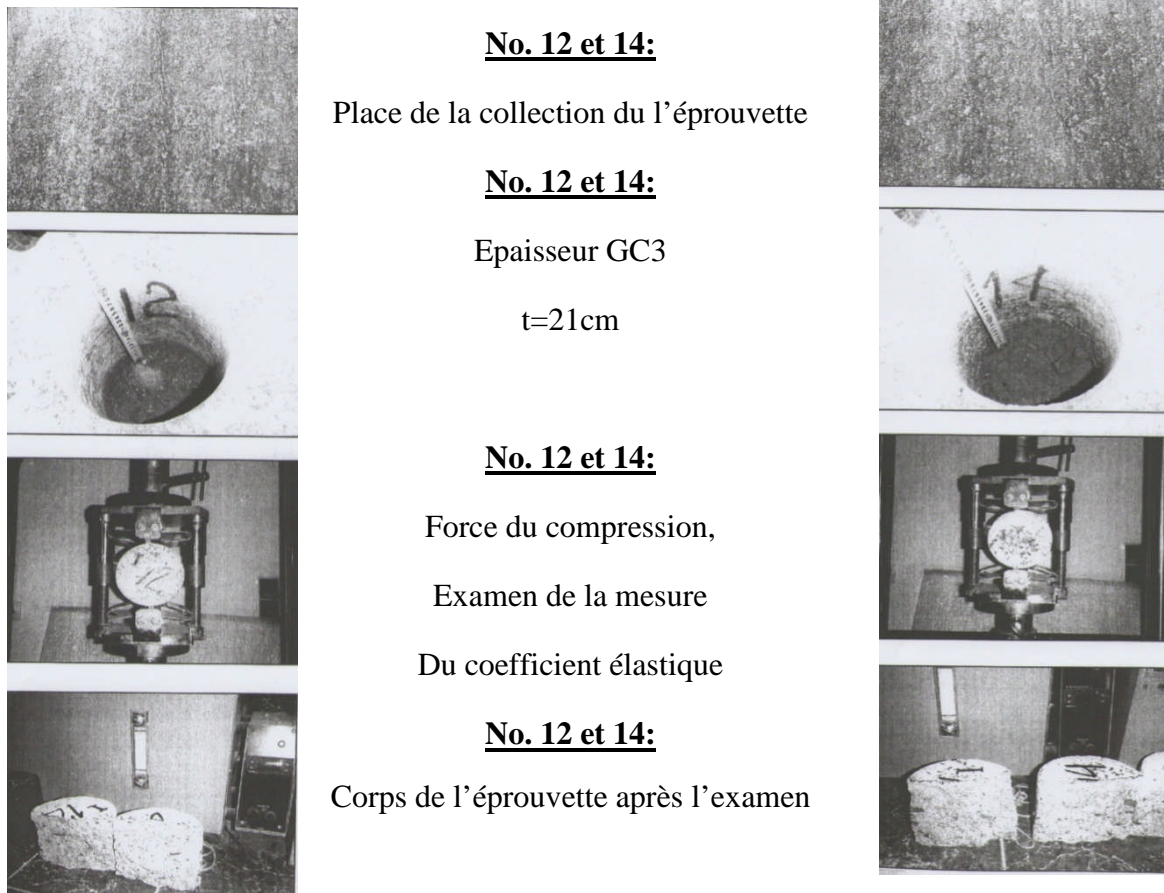 No. 12 et 14:
Place de la collection du l’éprouvette
No. 12 et 14:
Epaisseur GC3
t=21cm
No. 12 et 14:
Force du compression,
Examen de la mesure
Du coefficient élastique
No. 12 et 14:
Corps de l’éprouvette après l’examen
12